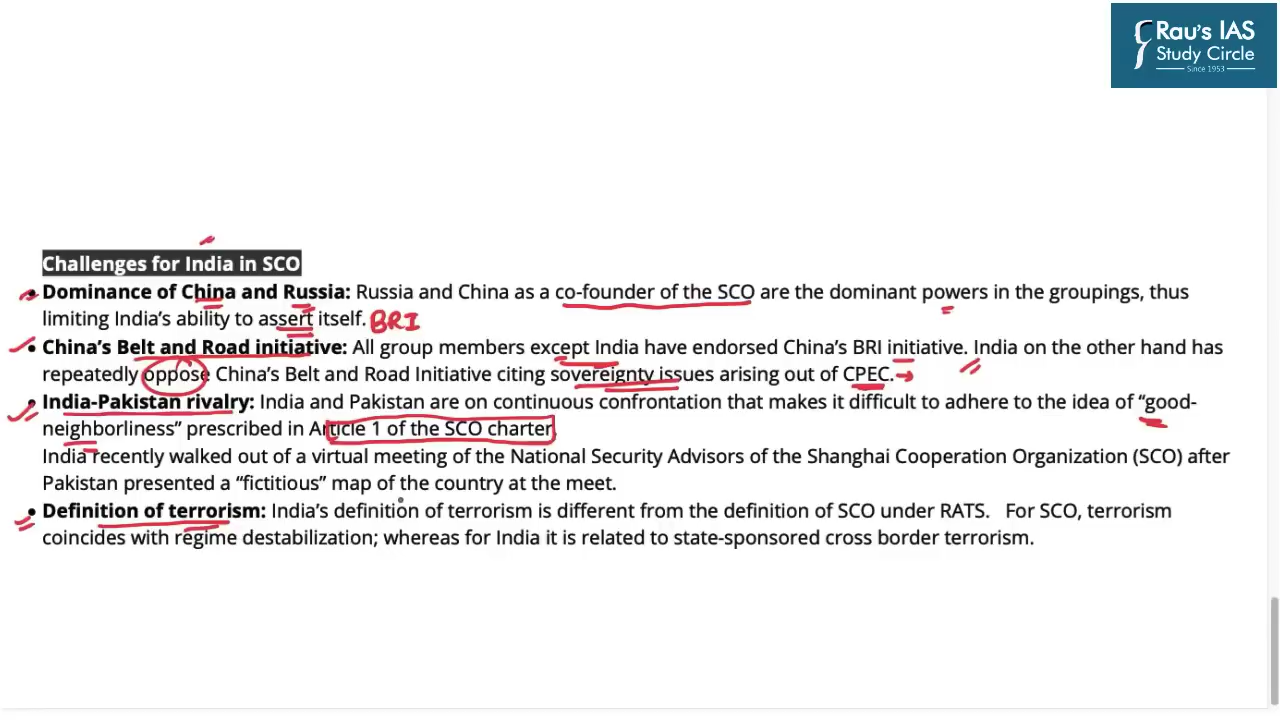 Rau's IAS
Study Circle
Since 1953
Challenges for India in SCO
• Dominance of China and Russia: Russia and China as a co-founder of the SCO are the dominant powers in the groupings, thus
limiting India's ability to assert itself. BRI
• China's Belt and Road initiative: All group members except India have endorsed China's BRI initiative. India on the other hand has
repeatedly oppose China's Belt and Road Initiative citing sovereignty issues arising out of CPEC.
• India-Pakistan rivalry: India and Pakistan are on continuous confrontation that makes it difficult to adhere to the idea of “good-
neighborliness” prescribed in Article 1 of the SCO charter.
India recently walked out of a virtual meeting of the National Security Advisors of the Shanghai Cooperation Organization (SCO) after
Pakistan presented a “fictitious” map of the country at the meet.
• Definition of terrorism: India's definition of terrorism is different from the definition of SCO under RATS. For SCO, terrorism
coincides with regime destabilization; whereas for India it is related to state-sponsored cross border terrorism.